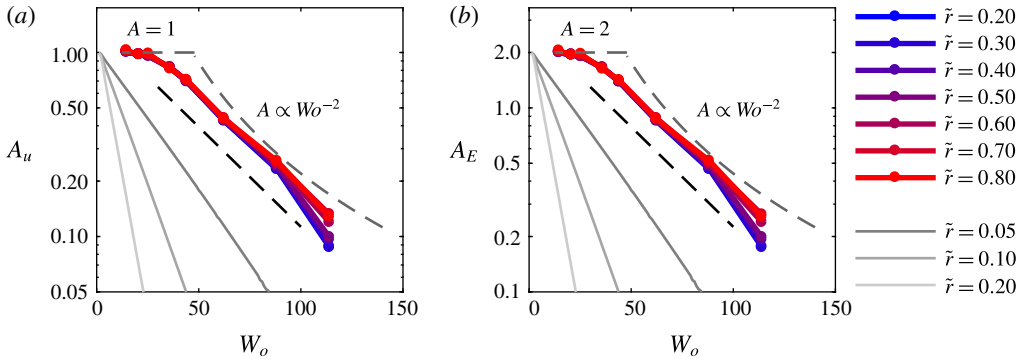 (a)
A = 1
A ∝ Wo⁻²
1.00
0.50
0.20
0.10
0.05
A_u
0
50
100
150
W_o
(b)
A = 2
A ∝ Wo⁻²
2.0
1.0
0.5
0.2
0.1
A_E
0
50
100
150
W_o
r̃ = 0.20
r̃ = 0.30
r̃ = 0.40
r̃ = 0.50
r̃ = 0.60
r̃ = 0.70
r̃ = 0.80
r̃ = 0.05
r̃ = 0.10
r̃ = 0.20